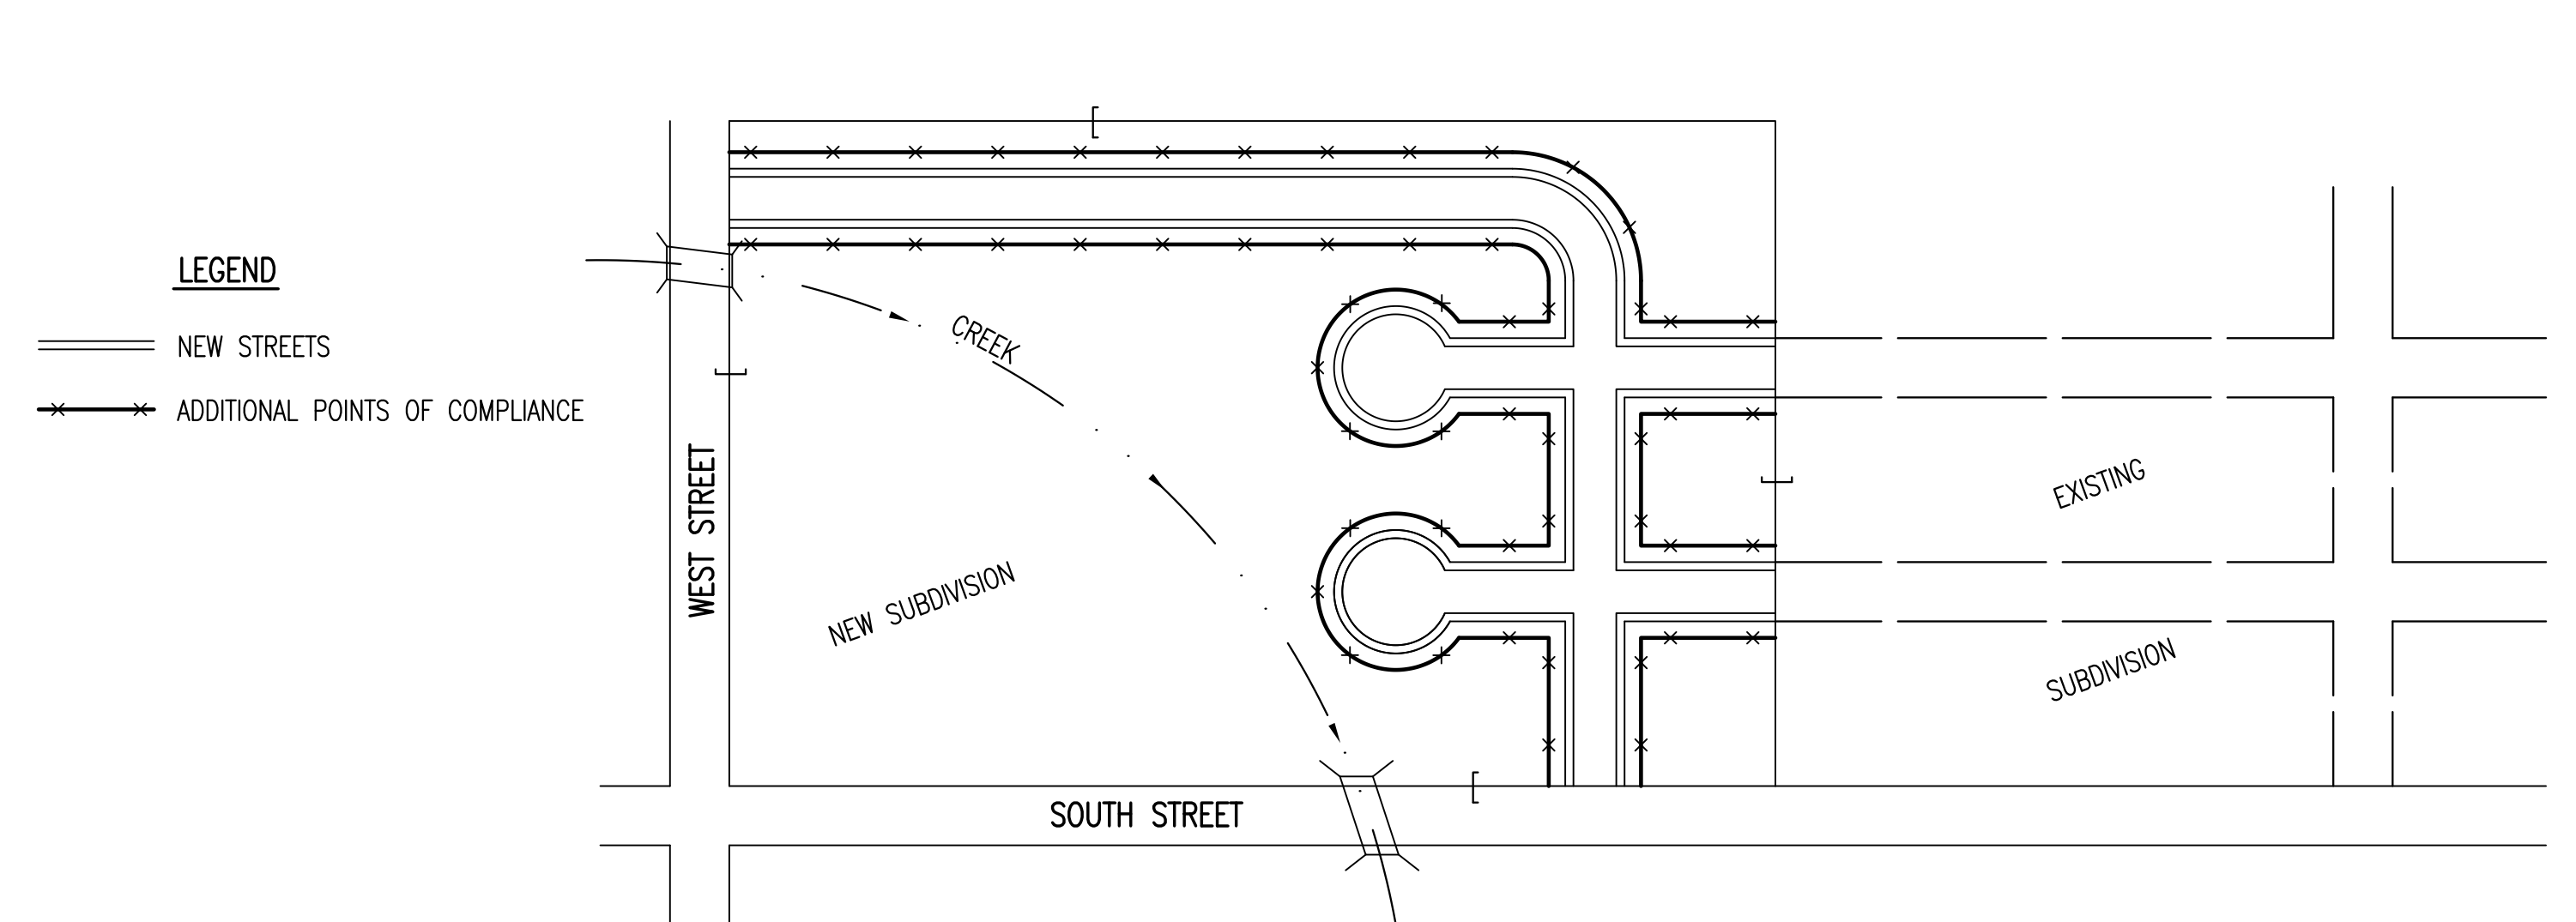 LEGEND
NEW STREETS
ADDITIONAL POINTS OF COMPLIANCE
CREEK
WEST STREET
NEW SUBDIVISION
SOUTH STREET
EXISTING
SUBDIVISION